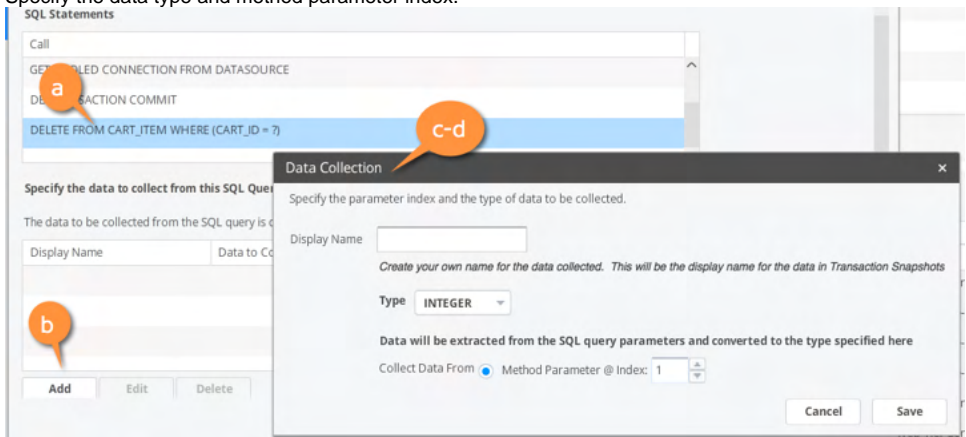 Specify the data type and method parameter index.
SQL Statements
Call
GET POOLED CONNECTION FROM DATASOURCE
a
ACTION COMMIT
DELETE FROM CART_ITEM WHERE (CART_ID = ?)
c-d
Data Collection ×
Specify the parameter index and the type of data to be collected.
Specify the data to collect from this SQL Que
The data to be collected from the SQL query is c
Display Name
Create your own name for the data collected. This will be the display name for the data in Transaction Snapshots
Display Name Data to Co
Type INTEGER
b
Data will be extracted from the SQL query parameters and converted to the type specified here
Collect Data From Method Parameter @ Index: 1
Add Edit Delete
Cancel Save